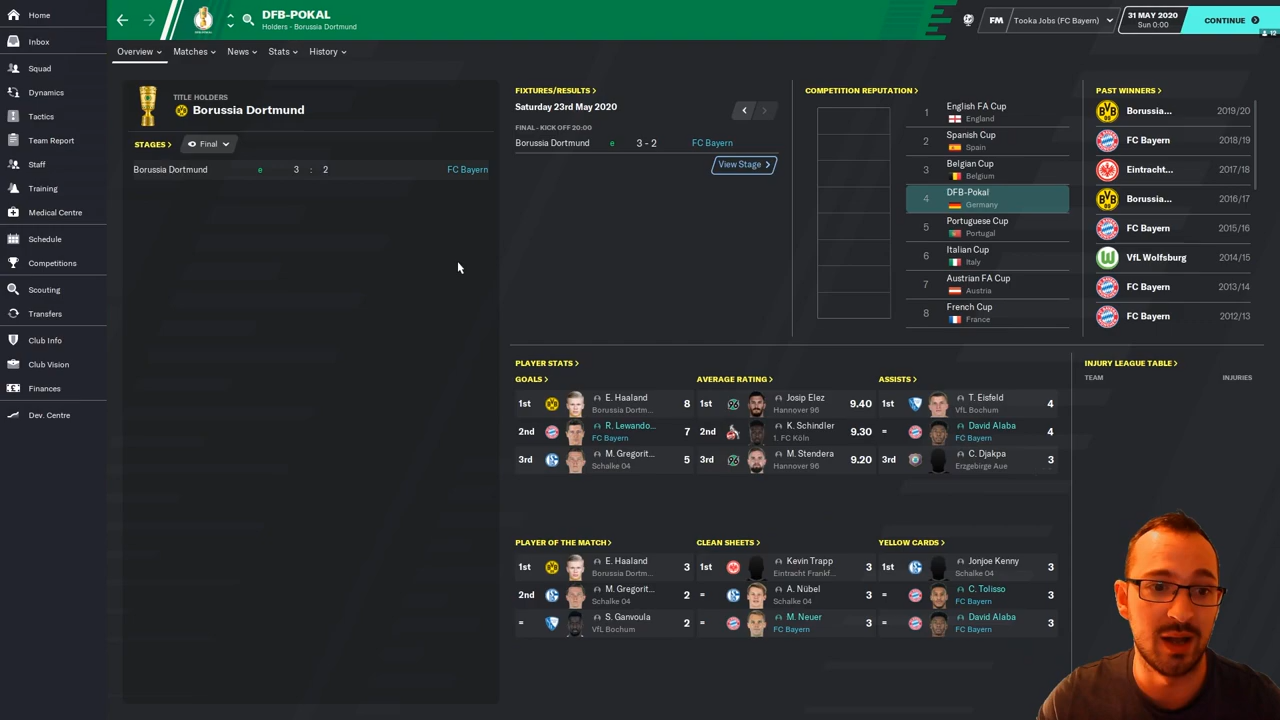 Home
Inbox
Squad
Dynamics
Tactics
Team Report
Staff
Training
Medical Centre
Schedule
Competitions
Scouting
Transfers
Club Info
Club Vision
Finances
Dev. Centre
DFB-POKAL
Holders - Borussia Dortmund
FM
Tooka Jobs (FC Bayern)
31 MAY 2020
Sun 0:00
CONTINUE
12
Overview
Matches
News
Stats
History
TITLE HOLDERS
Borussia Dortmund
STAGES
Final
Borussia Dortmund e 3 : 2 FC Bayern
FIXTURES/RESULTS
Saturday 23rd May 2020
FINAL - KICK OFF 20:00
Borussia Dortmund e 3 - 2 FC Bayern
View Stage
COMPETITION REPUTATION
1 English FA Cup
England
2 Spanish Cup
Spain
3 Belgian Cup
Belgium
4 DFB-Pokal
Germany
5 Portuguese Cup
Portugal
6 Italian Cup
Italy
7 Austrian FA Cup
Austria
8 French Cup
France
PAST WINNERS
Borussia... 2019/20
FC Bayern 2018/19
Eintracht... 2017/18
Borussia... 2016/17
FC Bayern 2015/16
VfL Wolfsburg 2014/15
FC Bayern 2013/14
FC Bayern 2012/13
PLAYER STATS
GOALS
1st E. Haaland 8
Borussia Dortm...
2nd R. Lewando... 7
FC Bayern
3rd M. Gregorit... 5
Schalke 04
AVERAGE RATING
1st Josip Elez 9.40
Hannover 96
2nd K. Schindler 9.30
1. FC Köln
3rd M. Stendera 9.20
Hannover 96
ASSISTS
1st T. Eisfeld 4
VfL Bochum
= David Alaba 4
FC Bayern
3rd C. Djakpa 3
Erzgebirge Aue
INJURY LEAGUE TABLE
TEAM INJURIES
PLAYER OF THE MATCH
1st E. Haaland 3
Borussia Dortm...
2nd M. Gregorit... 2
Schalke 04
= S. Ganvoula 2
VfL Bochum
CLEAN SHEETS
1st Kevin Trapp 3
Eintracht Frankf...
= A. Nübel 3
Schalke 04
= M. Neuer 3
FC Bayern
YELLOW CARDS
1st Jonjoe Kenny 3
Schalke 04
= C. Tolisso 3
FC Bayern
= David Alaba 3
FC Bayern